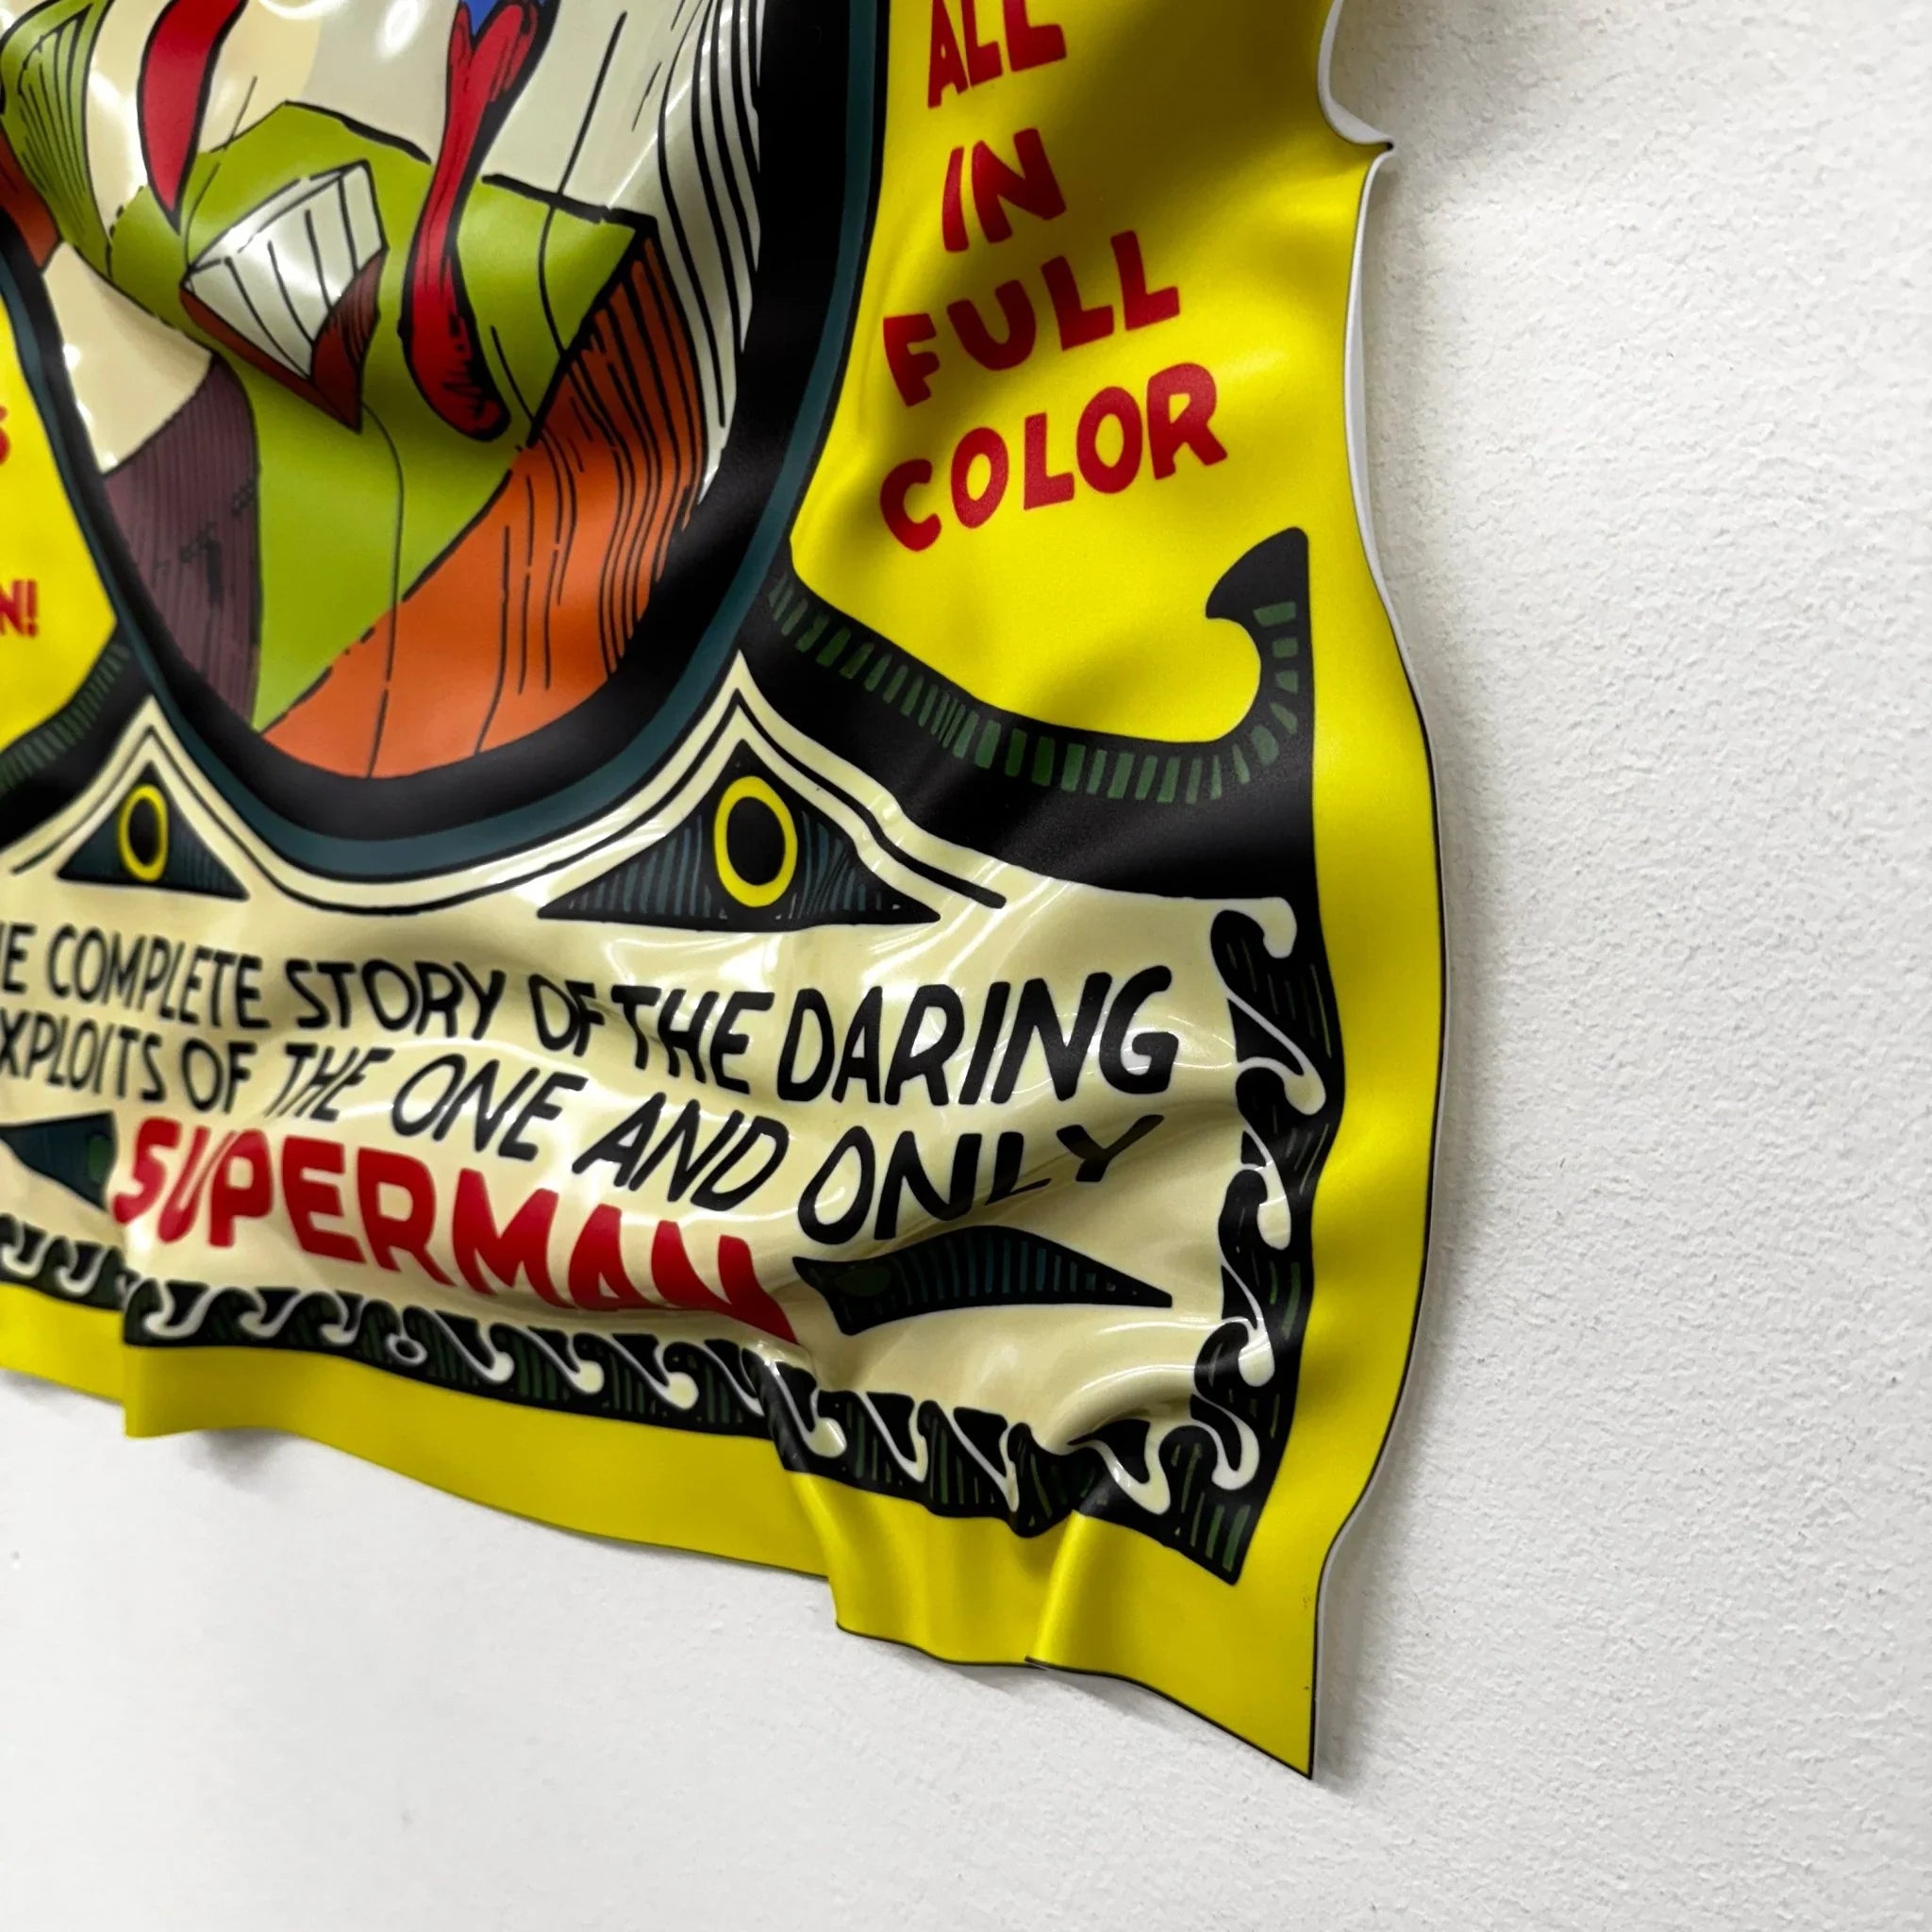 ALL
IN
FULL
COLOR
S
N!
E COMPLETE STORY OF THE DARING
XPLOITS OF THE ONE AND ONLY
SUPERMAN